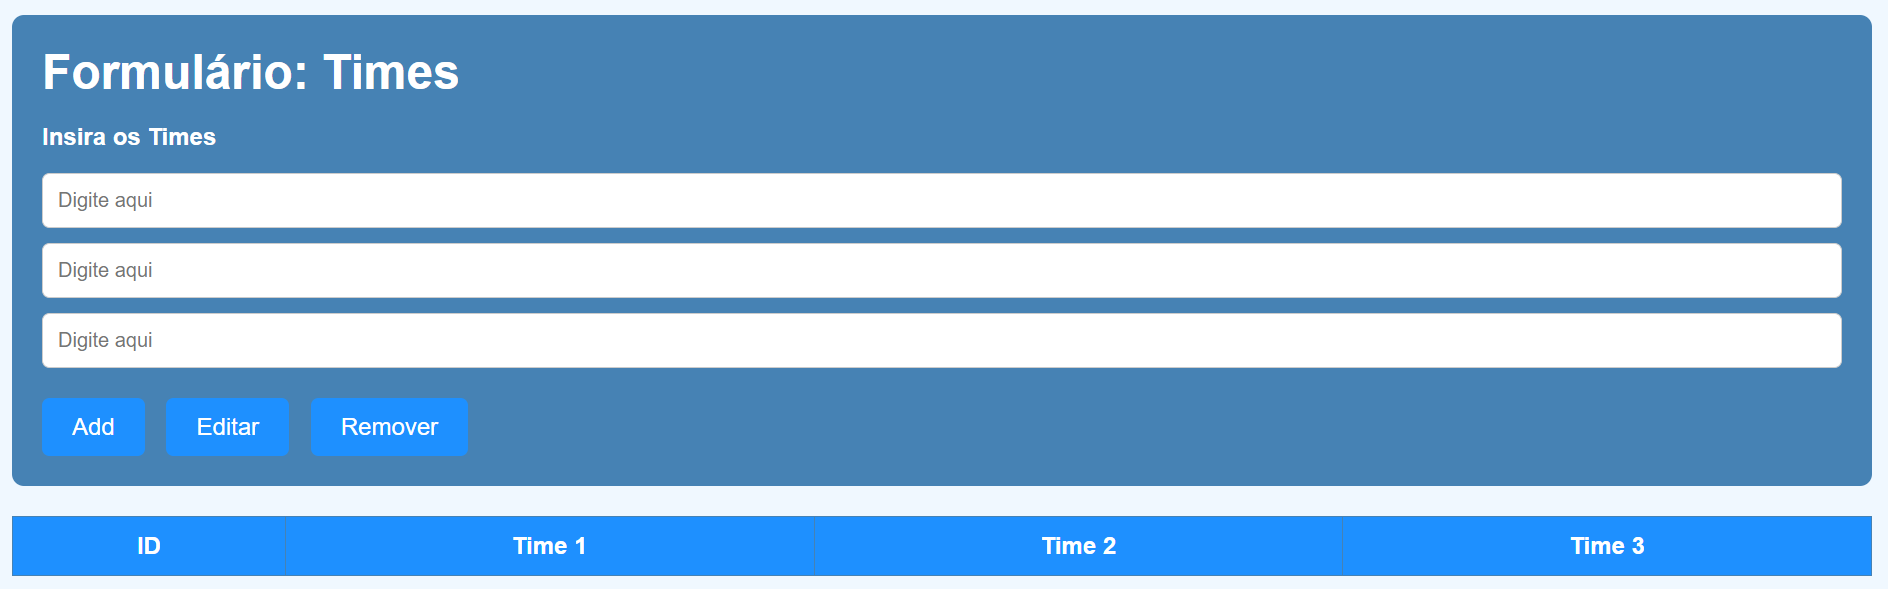 Formulário: Times
Insira os Times
Digite aqui
Digite aqui
Digite aqui
Add Editar Remover
ID Time 1 Time 2 Time 3